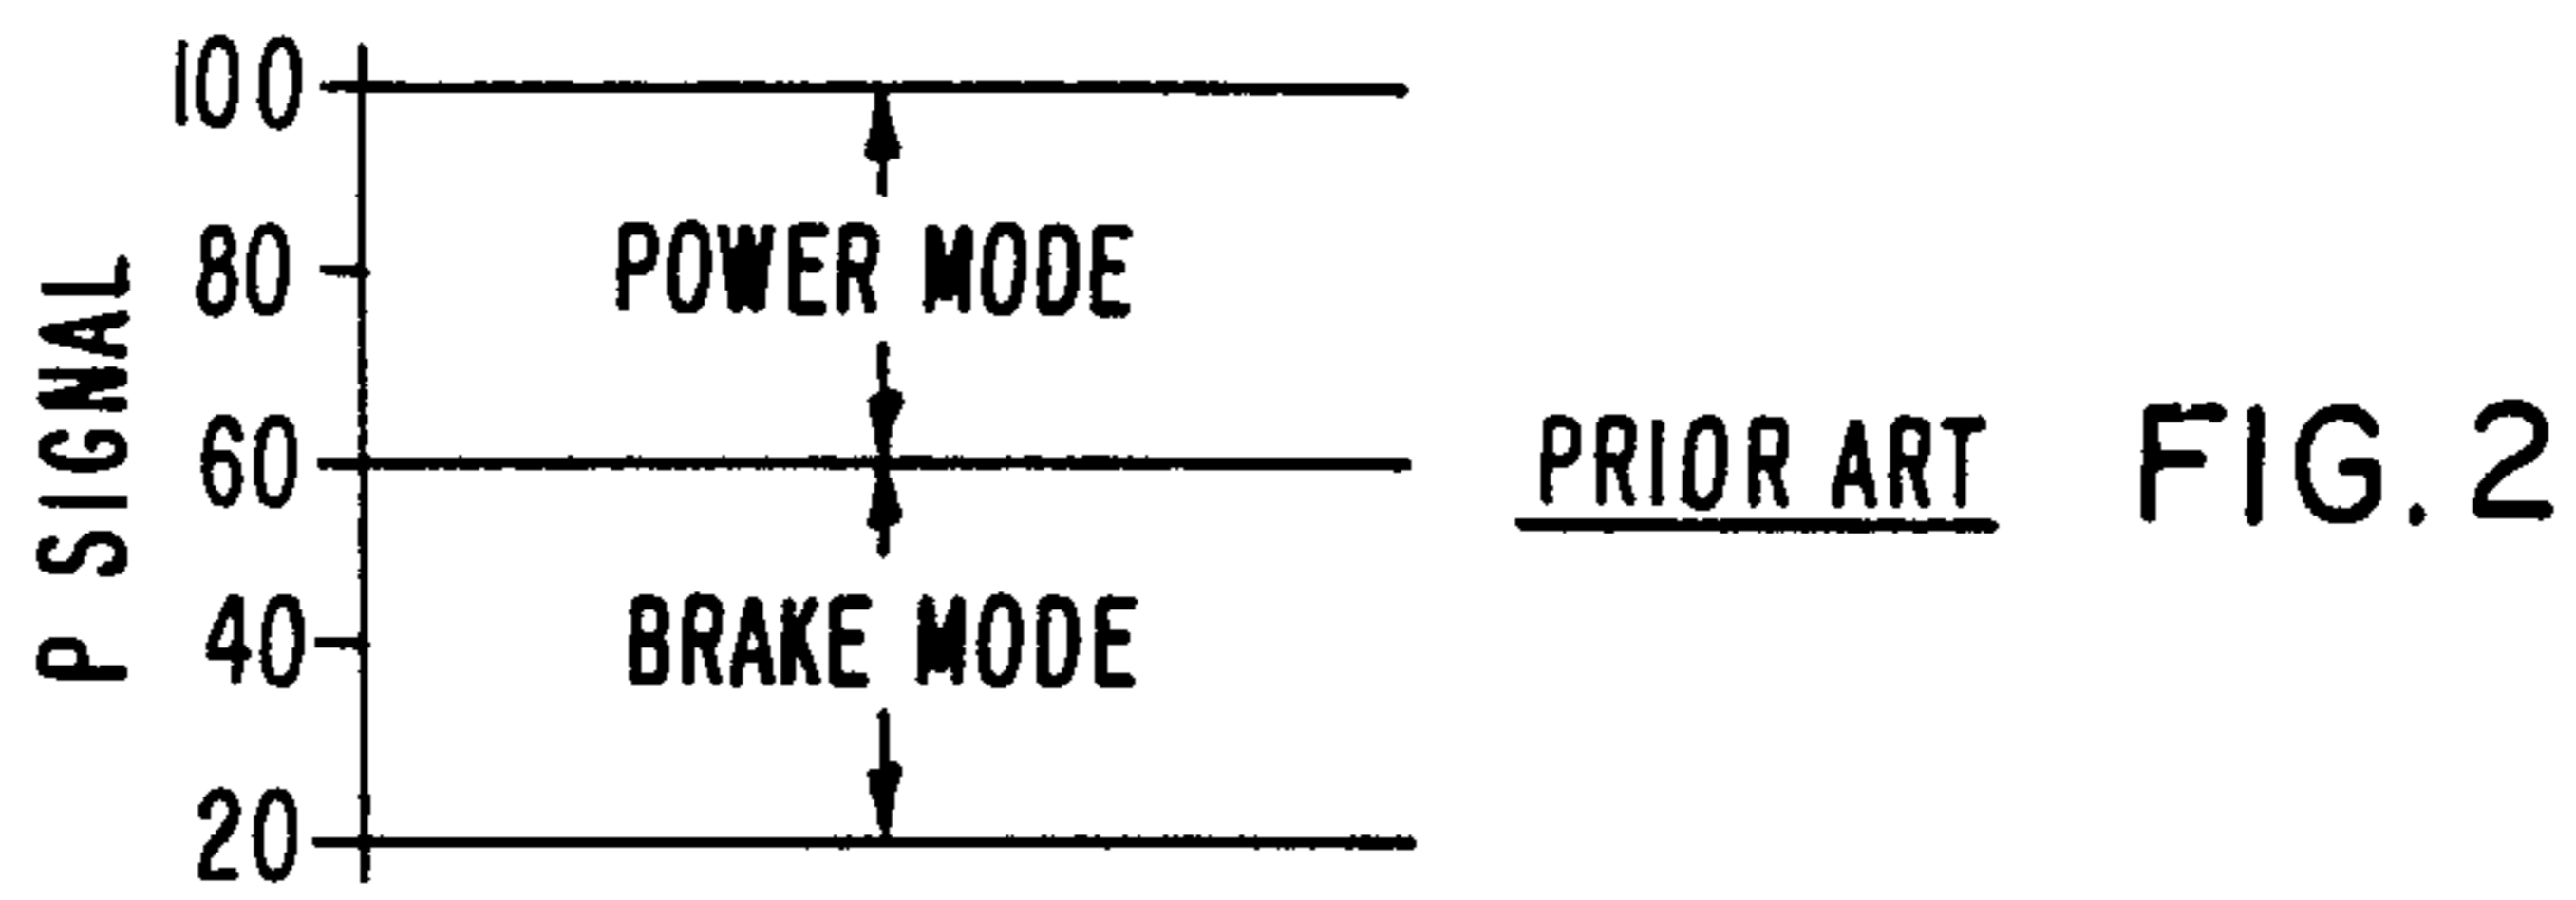 100
80
60
40
20
P SIGNAL
POWER MODE
BRAKE MODE
PRIOR ART
FIG. 2